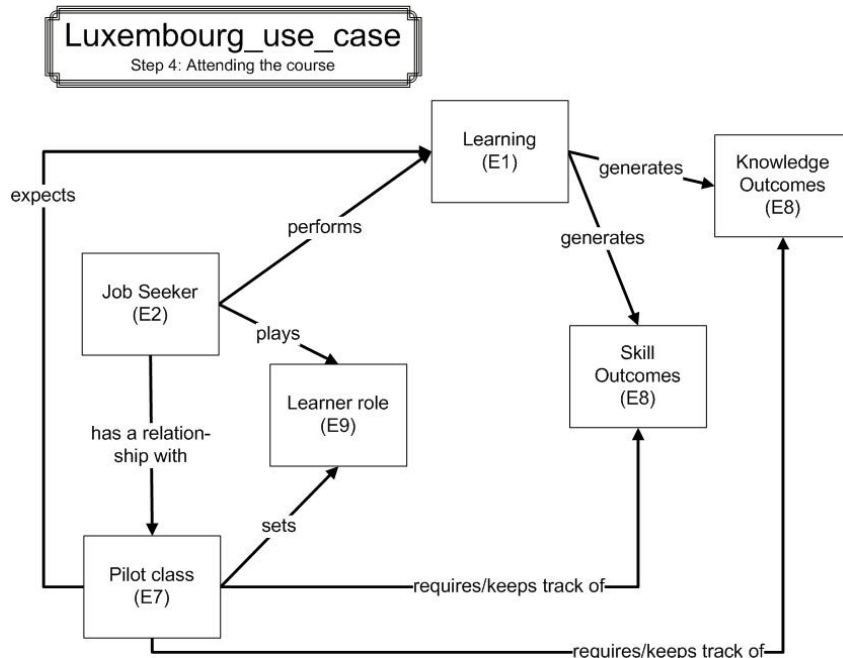 Luxembourg_use_case
Step 4: Attending the course
Learning
(E1)
generates
Knowledge
Outcomes
(E8)
expects
performs
generates
Job Seeker
(E2)
plays
Skill
Outcomes
(E8)
Learner role
(E9)
has a relation-
ship with
sets
Pilot class
(E7)
requires/keeps track of
requires/keeps track of